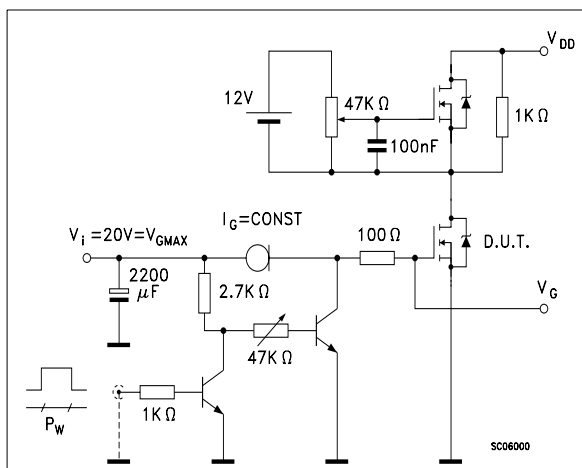 V_DD
12V
47K Ω
1K Ω
100nF
I_G=CONST
V_i =20V=V_GMAX
100 Ω
D.U.T.
2200
μF
2.7K Ω
V_G
47K Ω
1K Ω
P_W
SC06000